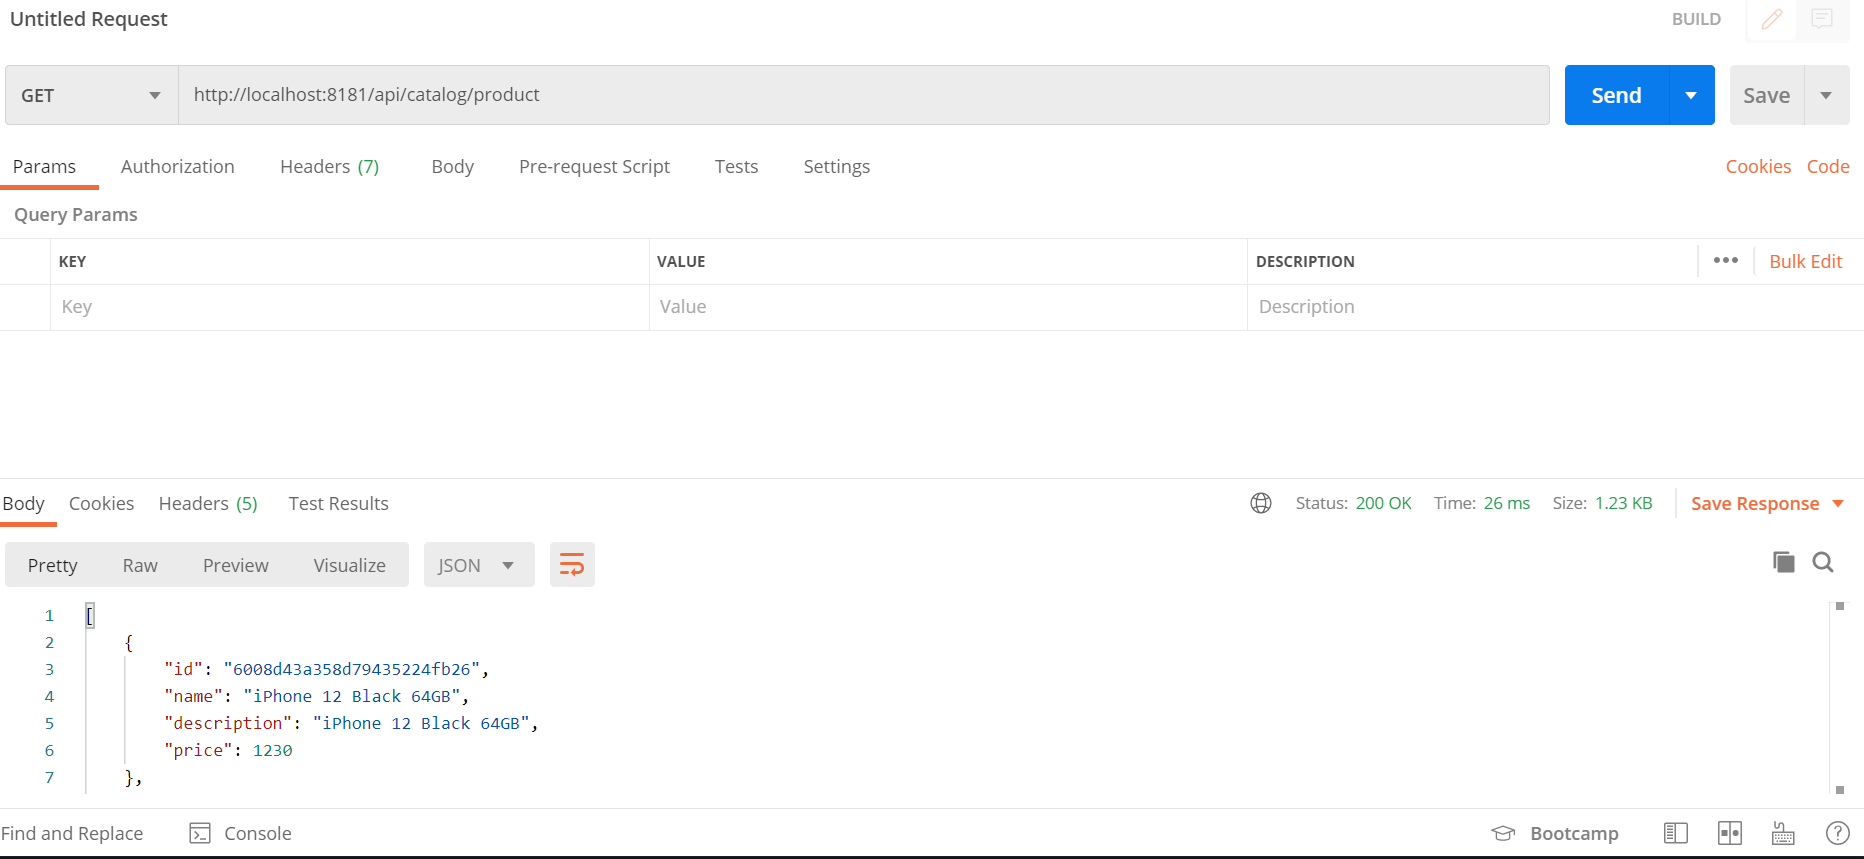 Untitled Request
BUILD
GET
http://localhost:8181/api/catalog/product
Send
Save
Params
Authorization
Headers (7)
Body
Pre-request Script
Tests
Settings
Cookies
Code
Query Params
KEY
VALUE
DESCRIPTION
•••
Bulk Edit
Key
Value
Description
Body
Cookies
Headers (5)
Test Results
Status: 200 OK
Time: 26 ms
Size: 1.23 KB
Save Response
Pretty
Raw
Preview
Visualize
JSON
1 [
2 {
3 "id": "6008d43a358d79435224fb26",
4 "name": "iPhone 12 Black 64GB",
5 "description": "iPhone 12 Black 64GB",
6 "price": 1230
7 },
Find and Replace
Console
Bootcamp